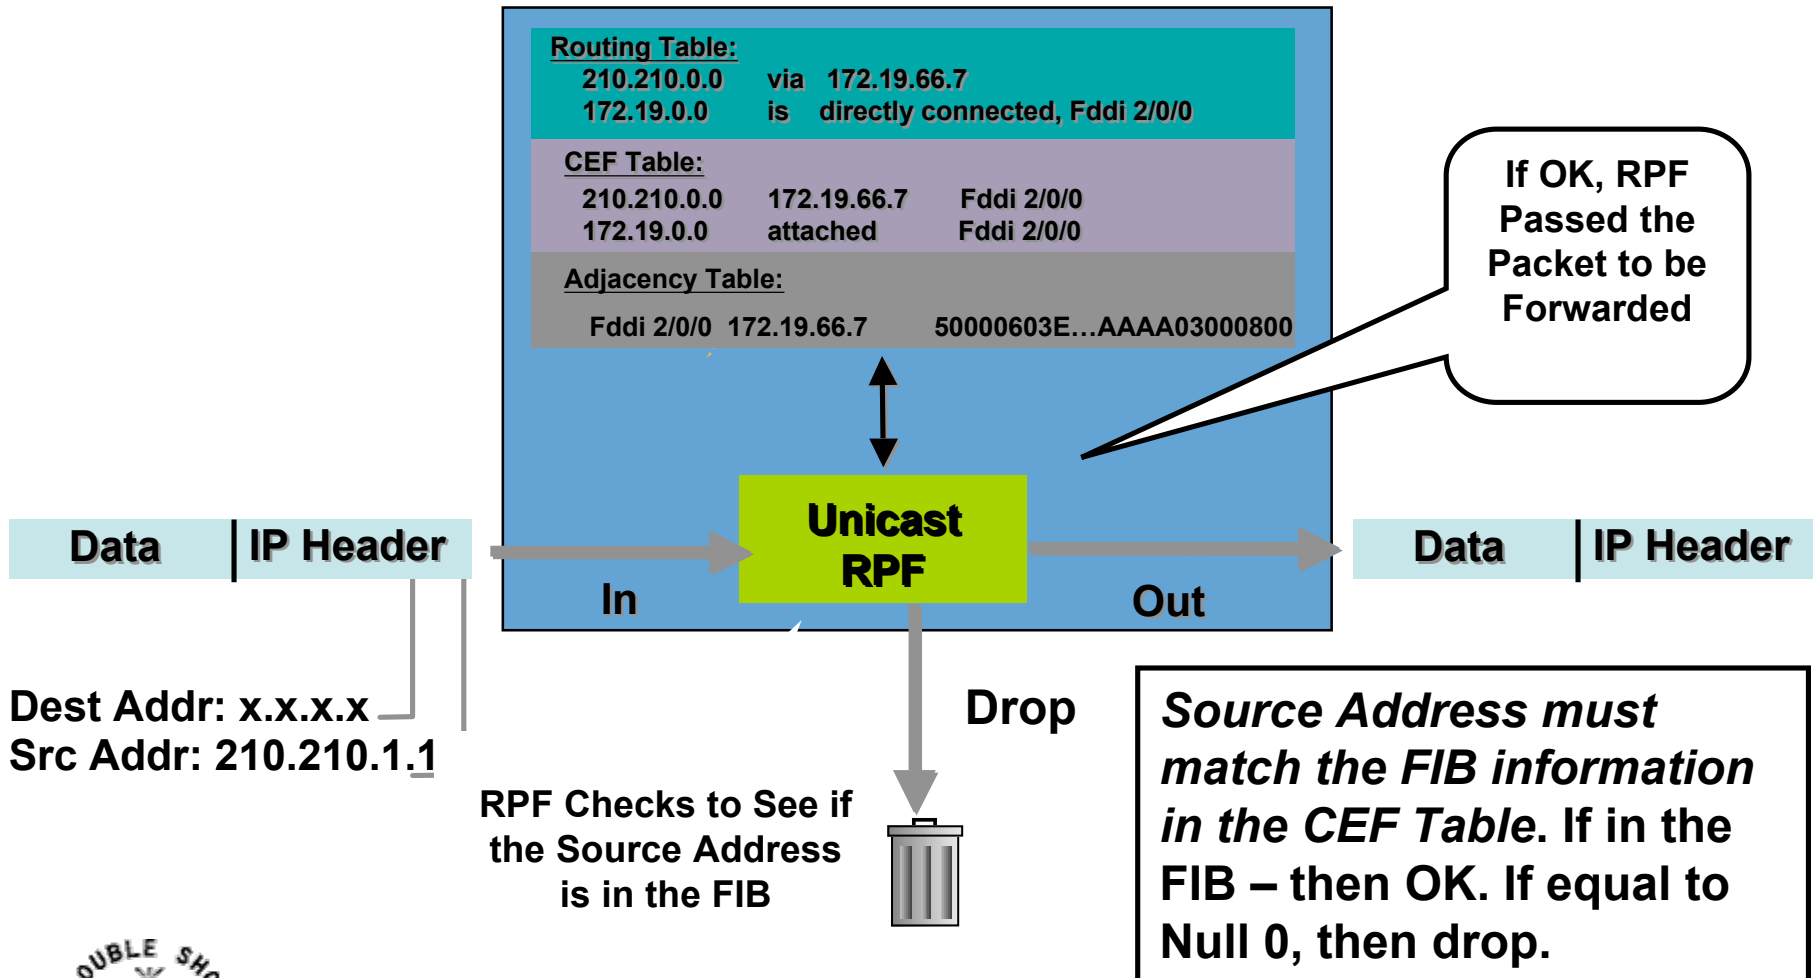 Routing Table:
210.210.0.0 via 172.19.66.7
172.19.0.0 is directly connected, Fddi 2/0/0
CEF Table:
210.210.0.0 172.19.66.7 Fddi 2/0/0
172.19.0.0 attached Fddi 2/0/0
Adjacency Table:
Fddi 2/0/0 172.19.66.7 50000603E...AAAA03000800
If OK, RPF
Passed the
Packet to be
Forwarded
Data IP Header
Unicast
RPF
In
Out
Data IP Header
Dest Addr: x.x.x.x
Src Addr: 210.210.1.1
Drop
RPF Checks to See if
the Source Address
is in the FIB
Source Address must
match the FIB information
in the CEF Table. If in the
FIB – then OK. If equal to
Null 0, then drop.